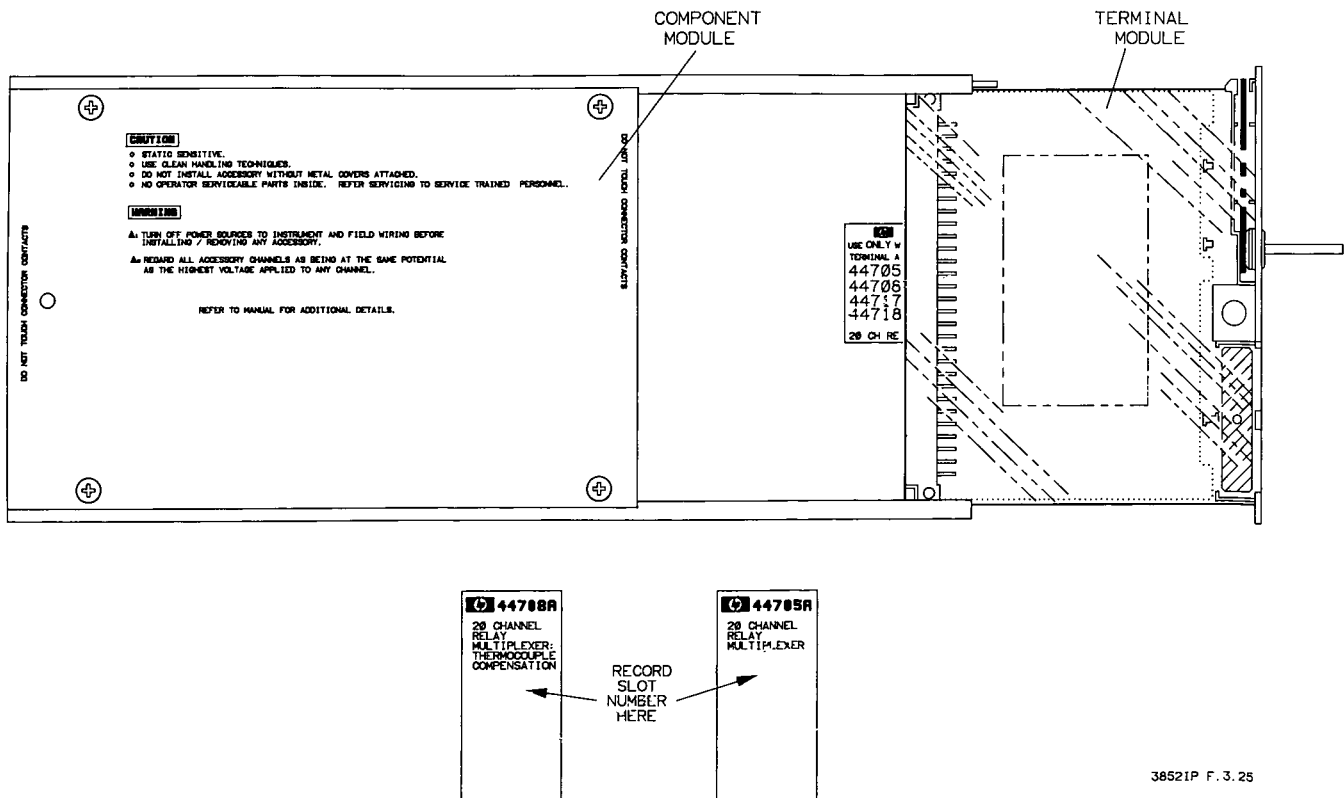 COMPONENT
MODULE
TERMINAL
MODULE
CAUTION
o STATIC SENSITIVE.
o USE CLEAN HANDLING TECHNIQUES.
o DO NOT INSTALL ACCESSORY WITHOUT METAL COVERS ATTACHED.
o NO OPERATOR SERVICEABLE PARTS INSIDE. REFER SERVICING TO SERVICE TRAINED PERSONNEL.
WARNING
TURN OFF POWER SOURCES TO INSTRUMENT AND FIELD WIRING BEFORE
INSTALLING / REMOVING ANY ACCESSORY.
REGARD ALL ACCESSORY CHANNELS AS BEING AT THE SAME POTENTIAL
AS THE HIGHEST VOLTAGE APPLIED TO ANY CHANNEL.
REFER TO MANUAL FOR ADDITIONAL DETAILS.
DO NOT TOUCH CONNECTOR CONTACTS
DO NOT TOUCH CONNECTOR CONTACTS
hp
USE ONLY W
TERMINAL A
44705
44708
44717
44718
20 CH RE
hp 44708A
20 CHANNEL
RELAY
MULTIPLEXER:
THERMOCOUPLE
COMPENSATION
RECORD
SLOT
NUMBER
HERE
hp 44705A
20 CHANNEL
RELAY
MULTIPLEXER
38521P F.3.25